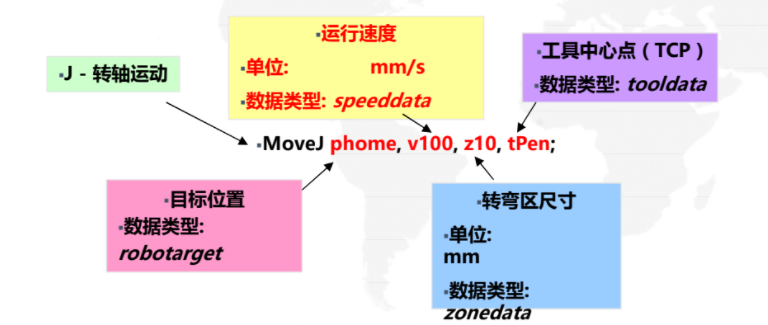 ▪运行速度
▪单位: mm/s
▪数据类型: speeddata
▪J - 转轴运动
▪工具中心点 ( TCP )
▪数据类型: tooldata
▪MoveJ phome, v100, z10, tPen;
▪目标位置
▪数据类型:
robotarget
▪转弯区尺寸
▪单位:
mm
▪数据类型:
zonedata